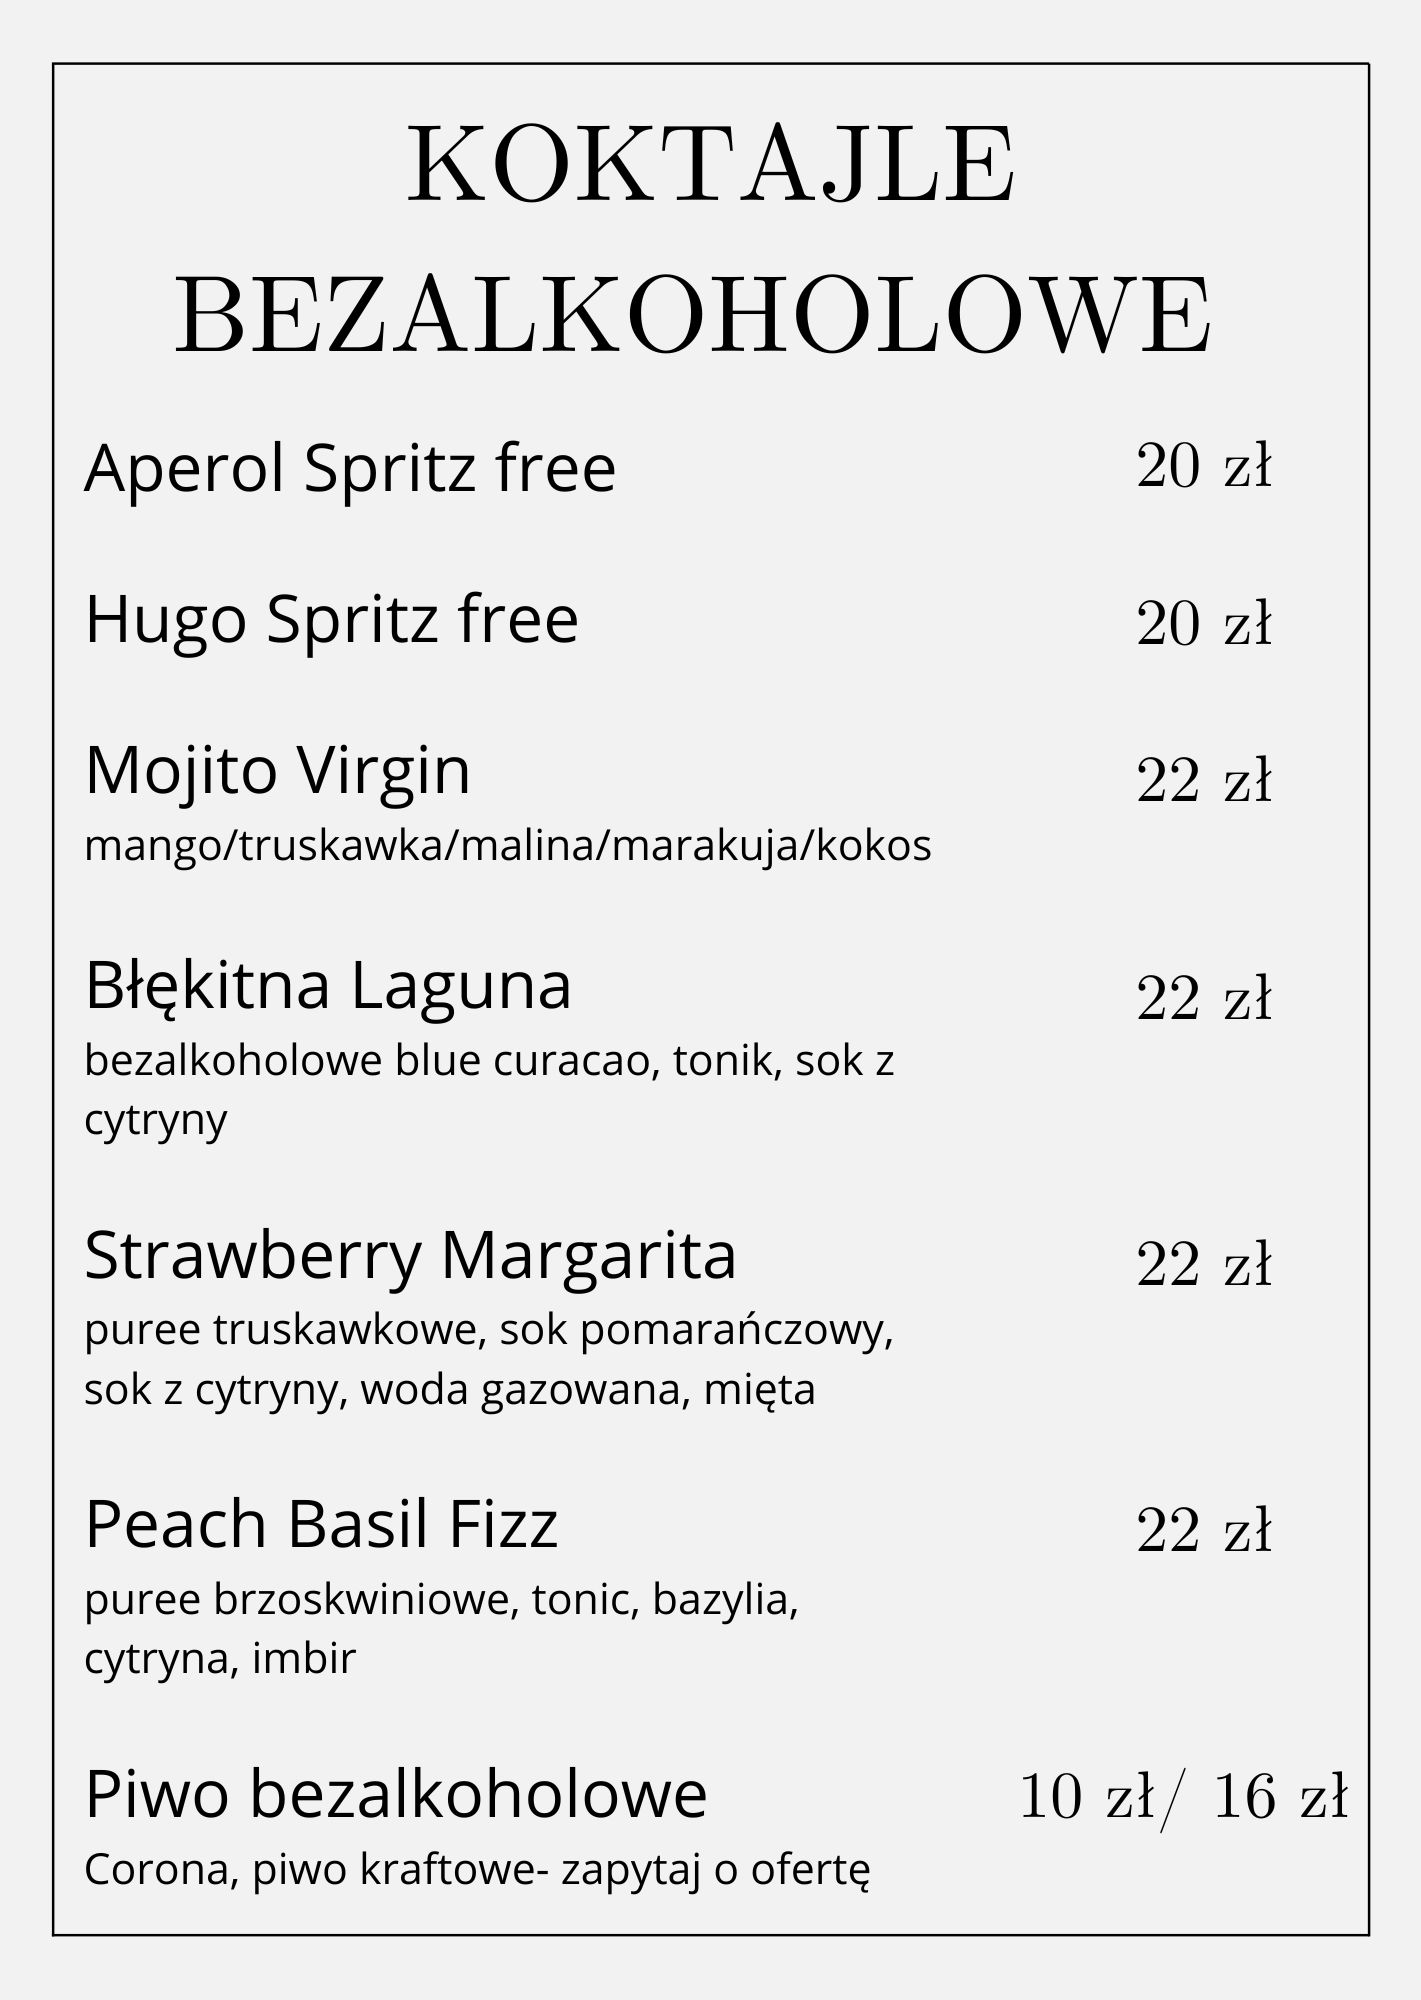 KOKTAJLE
BEZALKOHOLOWE
Aperol Spritz free 20 zł
Hugo Spritz free 20 zł
Mojito Virgin 22 zł
mango/truskawka/malina/marakuja/kokos
Błękitna Laguna 22 zł
bezalkoholowe blue curacao, tonik, sok z
cytryny
Strawberry Margarita 22 zł
puree truskawkowe, sok pomarańczowy,
sok z cytryny, woda gazowana, mięta
Peach Basil Fizz 22 zł
puree brzoskwiniowe, tonic, bazylia,
cytryna, imbir
Piwo bezalkoholowe 10 zł/ 16 zł
Corona, piwo kraftowe- zapytaj o ofertę